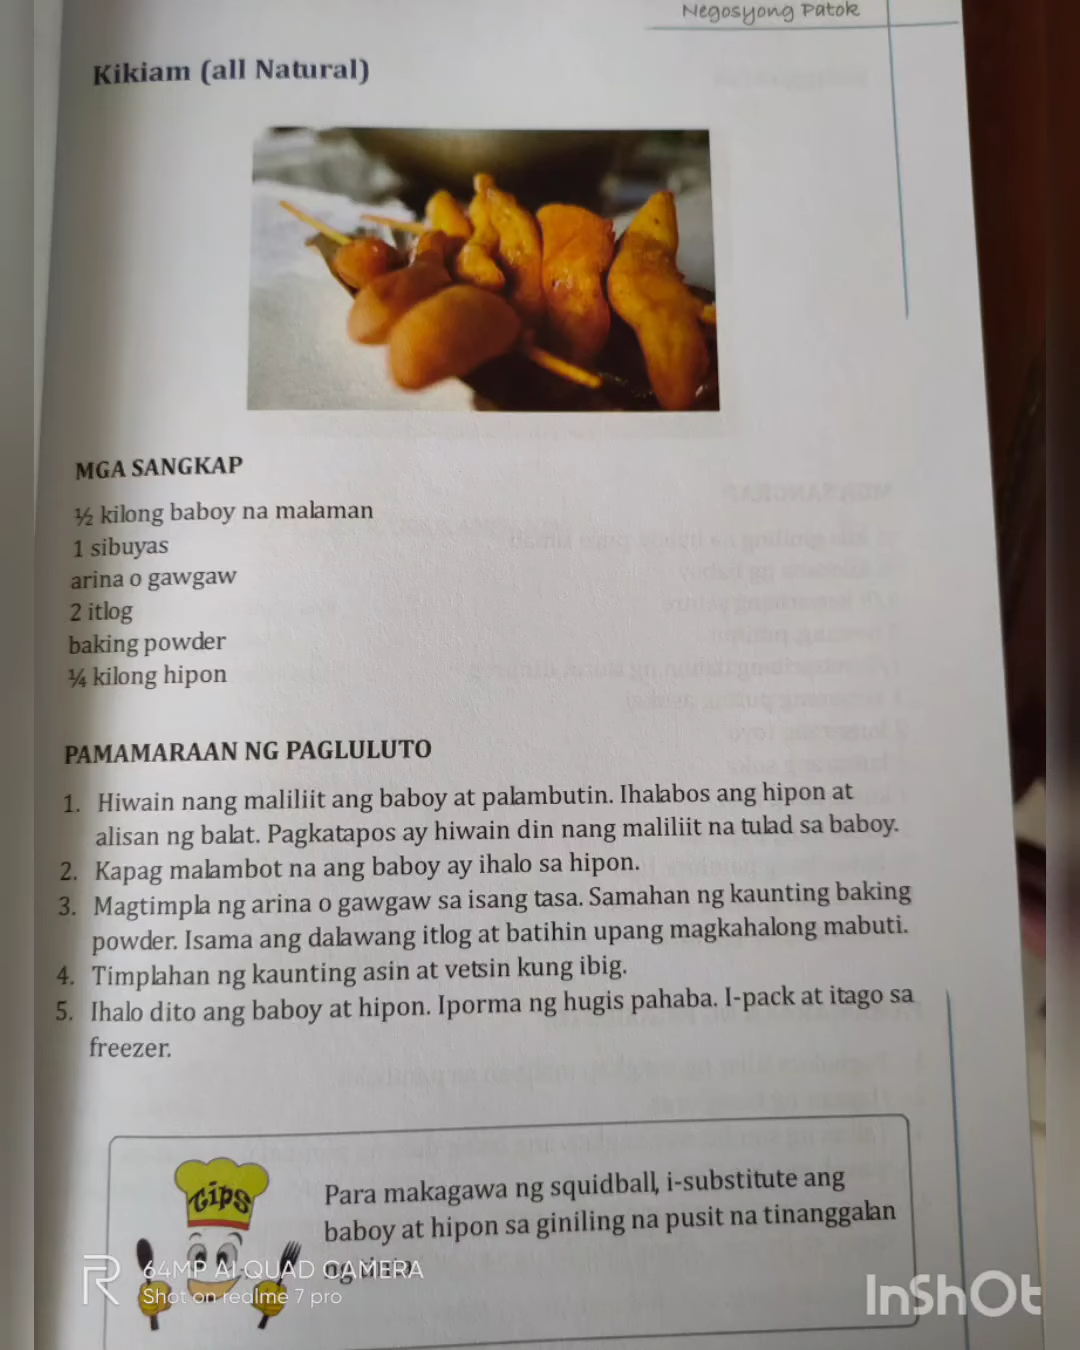 Negosyong Patok
Kikiam (all Natural)
MGA SANGKAP
½ kilong baboy na malaman
1 sibuyas
arina o gawgaw
2 itlog
baking powder
¼ kilong hipon
PAMAMARAAN NG PAGLULUTO
1. Hiwain nang maliliit ang baboy at palambutin. Ihalabos ang hipon at
alisan ng balat. Pagkatapos ay hiwain din nang maliliit na tulad sa baboy.
2. Kapag malambot na ang baboy ay ihalo sa hipon.
3. Magtimpla ng arina o gawgaw sa isang tasa. Samahan ng kaunting baking
powder. Isama ang dalawang itlog at batihin upang magkahalong mabuti.
4. Timplahan ng kaunting asin at vetsin kung ibig.
5. Ihalo dito ang baboy at hipon. Iporma ng hugis pahaba. I-pack at itago sa
freezer.
Tips
Para makagawa ng squidball, i-substitute ang
baboy at hipon sa giniling na pusit na tinanggalan
ng
R
64MP AI QUAD CAMERA
Shot on realme 7 pro
InShOt